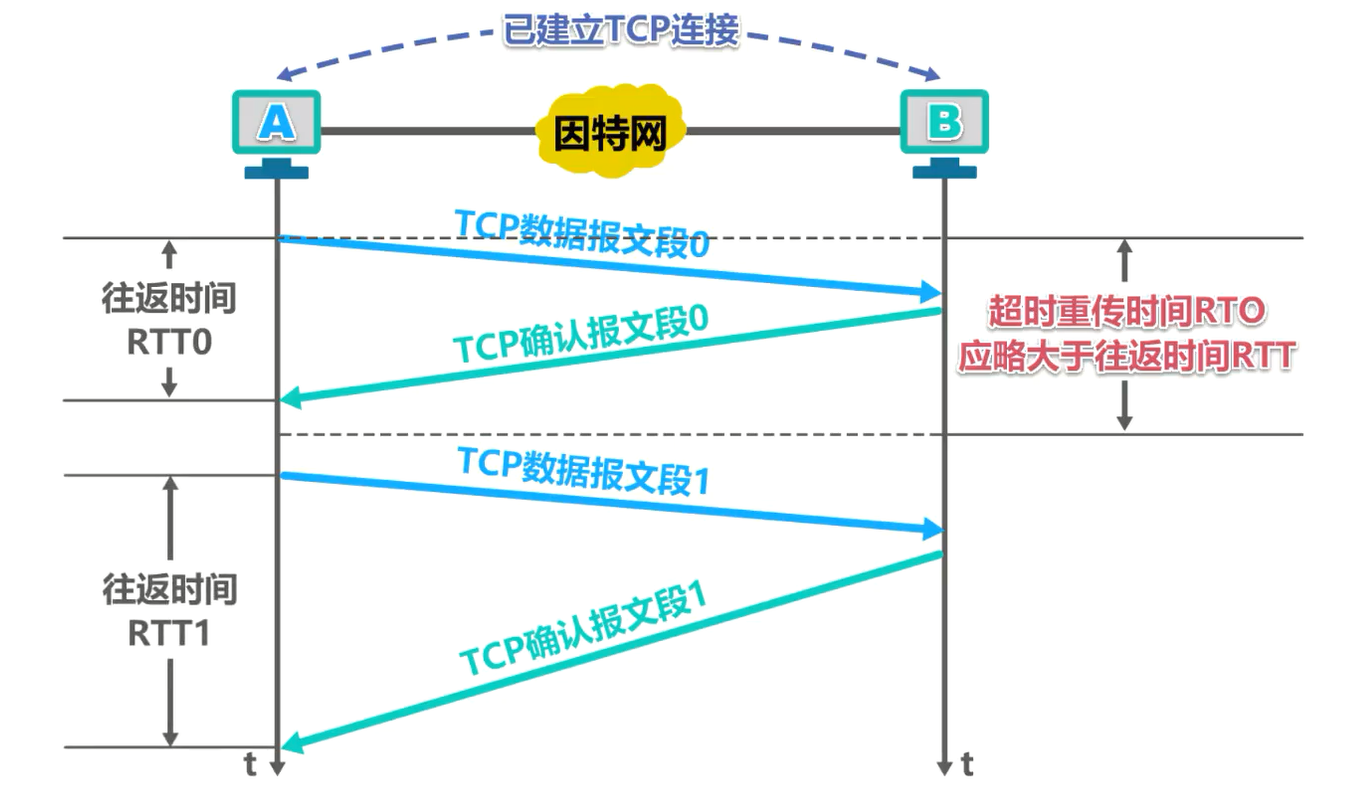 已建立TCP连接
A
因特网
B
TCP数据报文段0
往返时间
RTT0
TCP确认报文段0
超时重传时间RTO
应略大于往返时间RTT
TCP数据报文段1
往返时间
RTT1
TCP确认报文段1
t
t